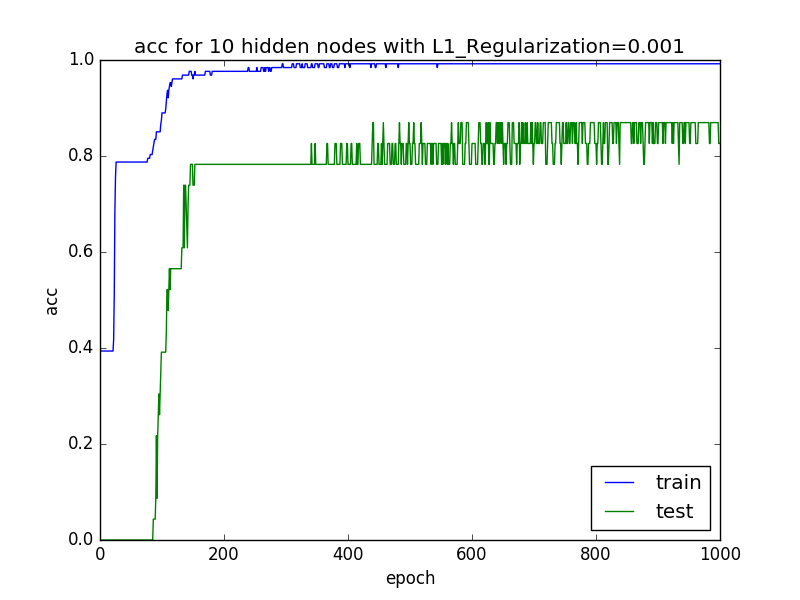 acc for 10 hidden nodes with L1_Regularization=0.001
1.0
0.8
0.6
0.4
0.2
0.0
acc
0 200 400 600 800 1000
epoch
train
test